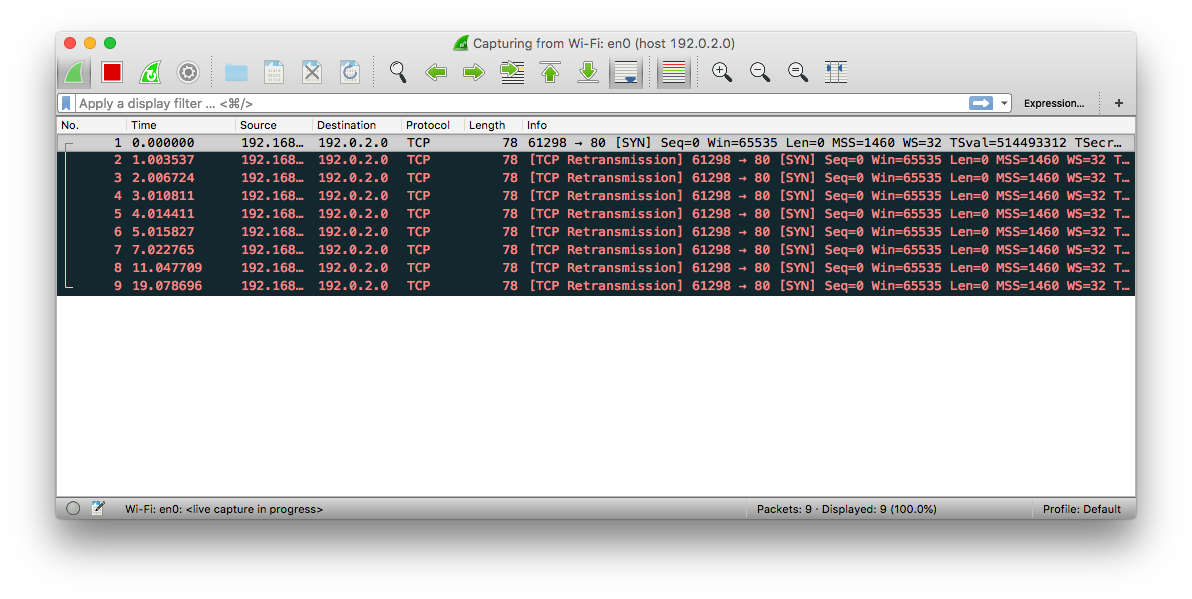 Capturing from Wi-Fi: en0 (host 192.0.2.0)
Apply a display filter ... <⌘/> Expression... +
No. Time Source Destination Protocol Length Info
1 0.000000 192.168… 192.0.2.0 TCP 78 61298 → 80 [SYN] Seq=0 Win=65535 Len=0 MSS=1460 WS=32 TSval=514493312 TSecr…
2 1.003537 192.168… 192.0.2.0 TCP 78 [TCP Retransmission] 61298 → 80 [SYN] Seq=0 Win=65535 Len=0 MSS=1460 WS=32 T…
3 2.006724 192.168… 192.0.2.0 TCP 78 [TCP Retransmission] 61298 → 80 [SYN] Seq=0 Win=65535 Len=0 MSS=1460 WS=32 T…
4 3.010811 192.168… 192.0.2.0 TCP 78 [TCP Retransmission] 61298 → 80 [SYN] Seq=0 Win=65535 Len=0 MSS=1460 WS=32 T…
5 4.014411 192.168… 192.0.2.0 TCP 78 [TCP Retransmission] 61298 → 80 [SYN] Seq=0 Win=65535 Len=0 MSS=1460 WS=32 T…
6 5.015827 192.168… 192.0.2.0 TCP 78 [TCP Retransmission] 61298 → 80 [SYN] Seq=0 Win=65535 Len=0 MSS=1460 WS=32 T…
7 7.022765 192.168… 192.0.2.0 TCP 78 [TCP Retransmission] 61298 → 80 [SYN] Seq=0 Win=65535 Len=0 MSS=1460 WS=32 T…
8 11.047709 192.168… 192.0.2.0 TCP 78 [TCP Retransmission] 61298 → 80 [SYN] Seq=0 Win=65535 Len=0 MSS=1460 WS=32 T…
9 19.078696 192.168… 192.0.2.0 TCP 78 [TCP Retransmission] 61298 → 80 [SYN] Seq=0 Win=65535 Len=0 MSS=1460 WS=32 T…
Wi-Fi: en0: <live capture in progress> Packets: 9 · Displayed: 9 (100.0%) Profile: Default